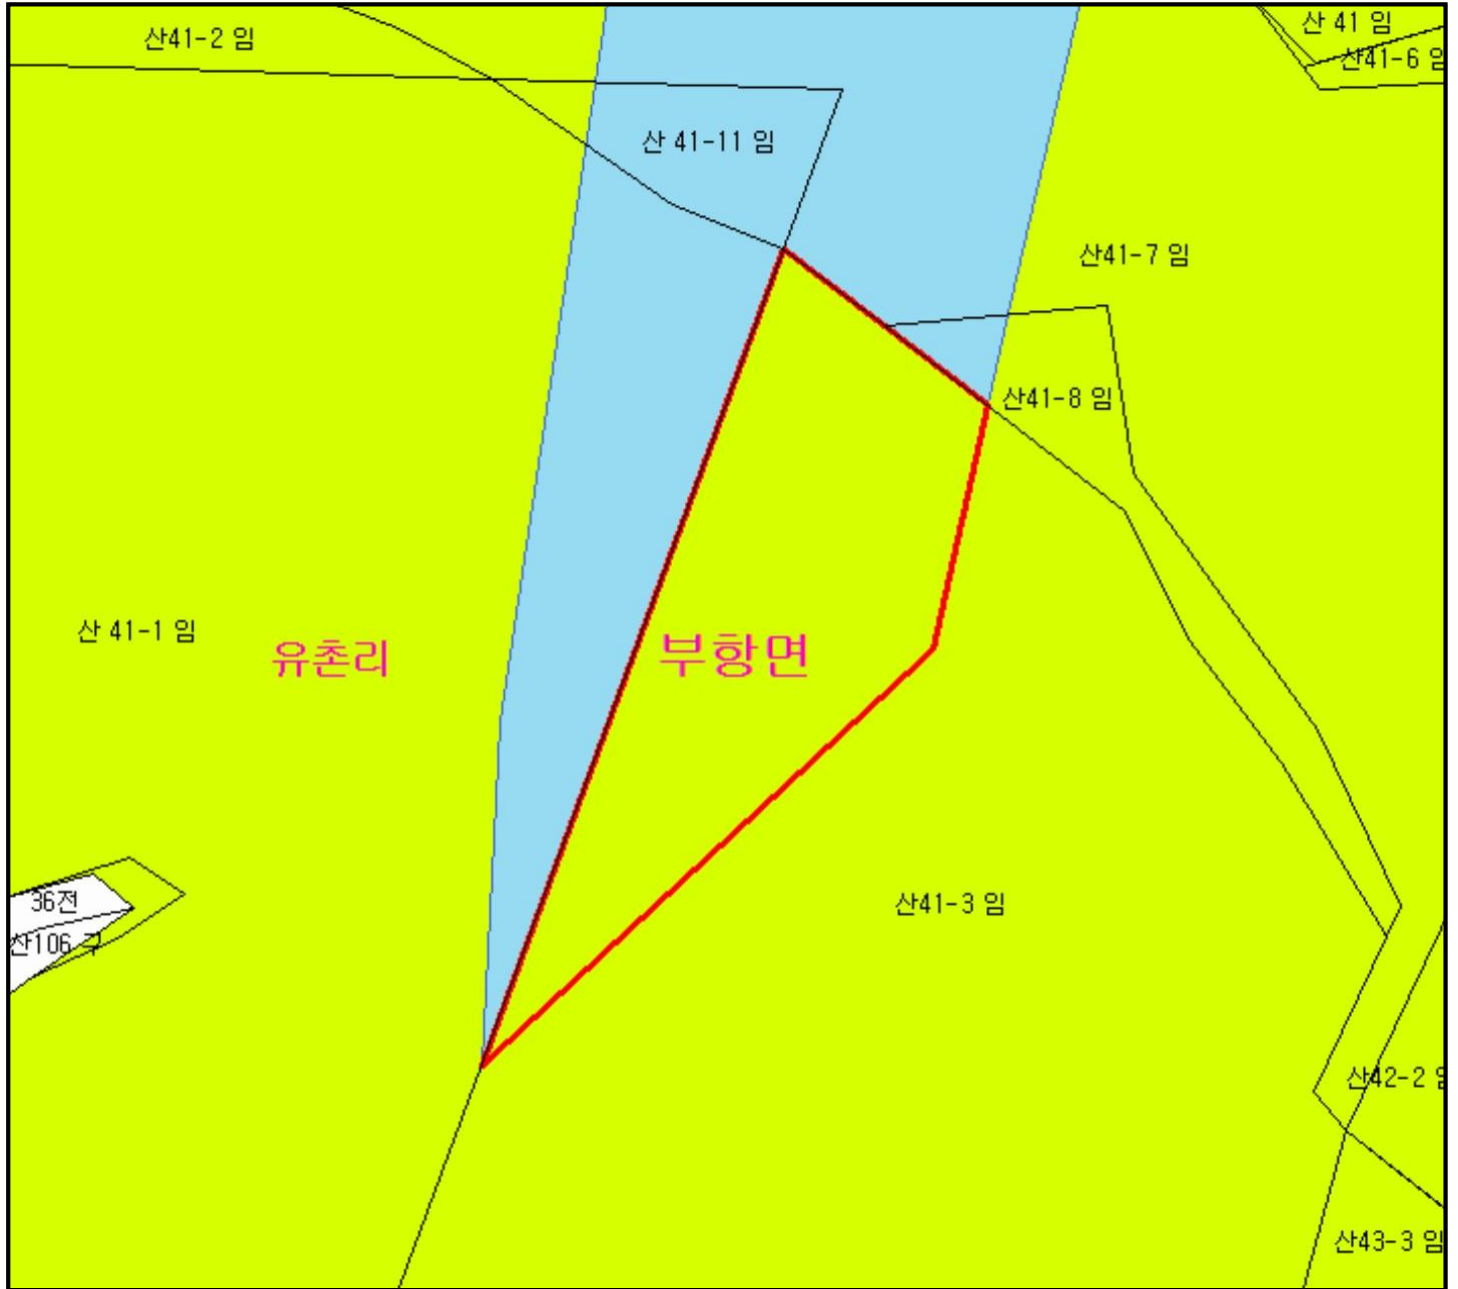 산 41 임
산41-2 임
산41-6 임
산 41-11 임
산41-7 임
산41-8 임
산 41-1 임
유촌리
부항면
36전
산41-3 임
산106 구
산42-2 임
산43-3 임